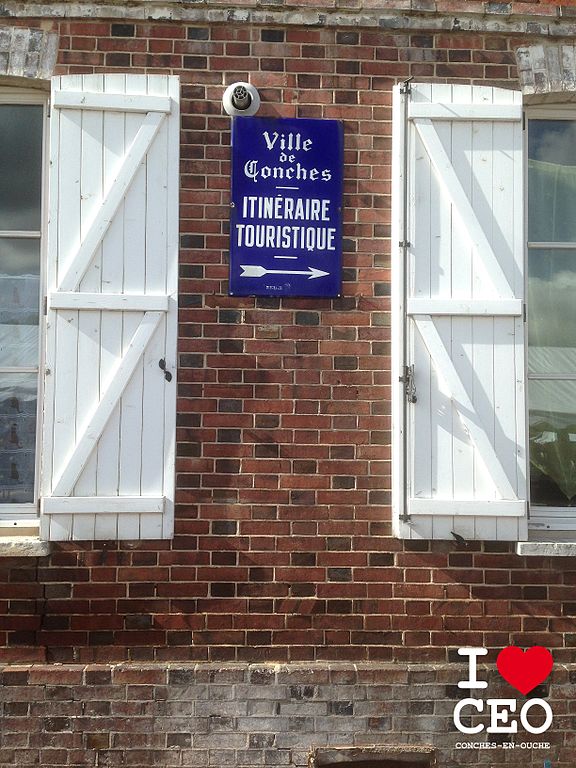 Ville
de
Conches
ITINÉRAIRE
TOURISTIQUE
I ♥
CEO
CONCHES-EN-OUCHE